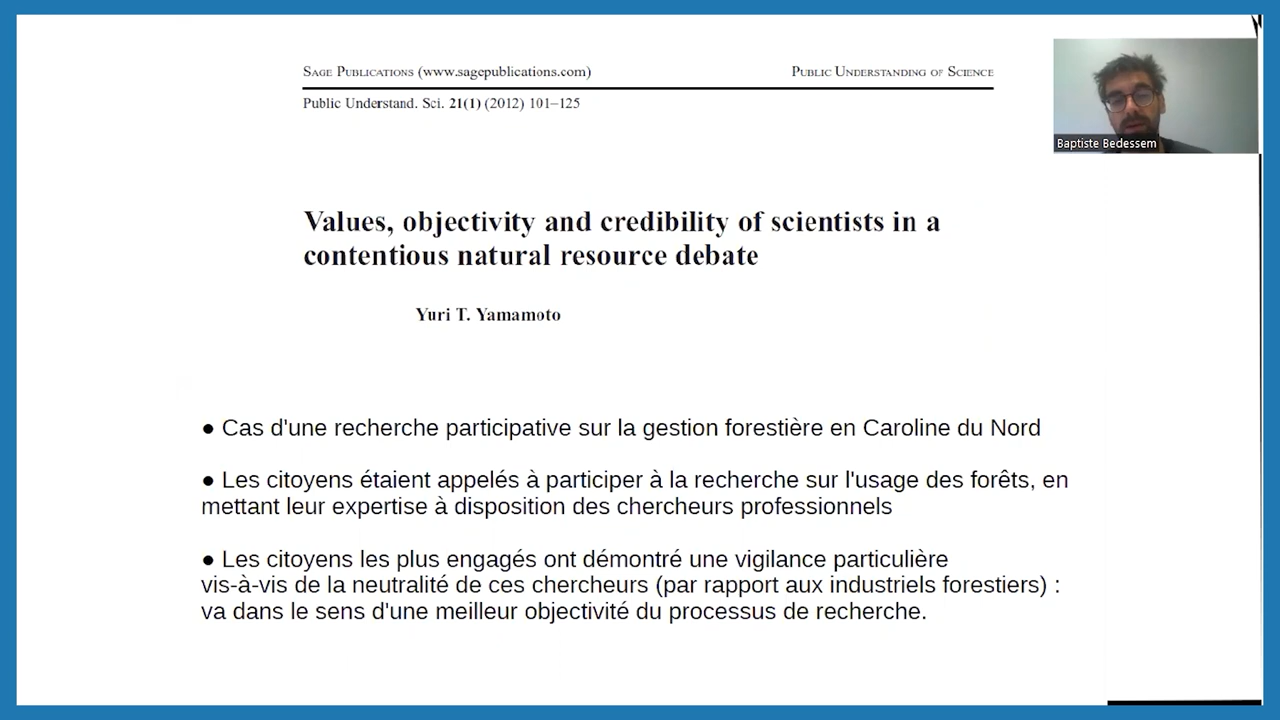 SAGE PUBLICATIONS (www.sagepublications.com) PUBLIC UNDERSTANDING OF SCIENCE
Public Understand. Sci. 21(1) (2012) 101–125
Baptiste Bedessem
Values, objectivity and credibility of scientists in a
contentious natural resource debate
Yuri T. Yamamoto
● Cas d'une recherche participative sur la gestion forestière en Caroline du Nord
● Les citoyens étaient appelés à participer à la recherche sur l'usage des forêts, en
mettant leur expertise à disposition des chercheurs professionnels
● Les citoyens les plus engagés ont démontré une vigilance particulière
vis-à-vis de la neutralité de ces chercheurs (par rapport aux industriels forestiers) :
va dans le sens d'une meilleur objectivité du processus de recherche.